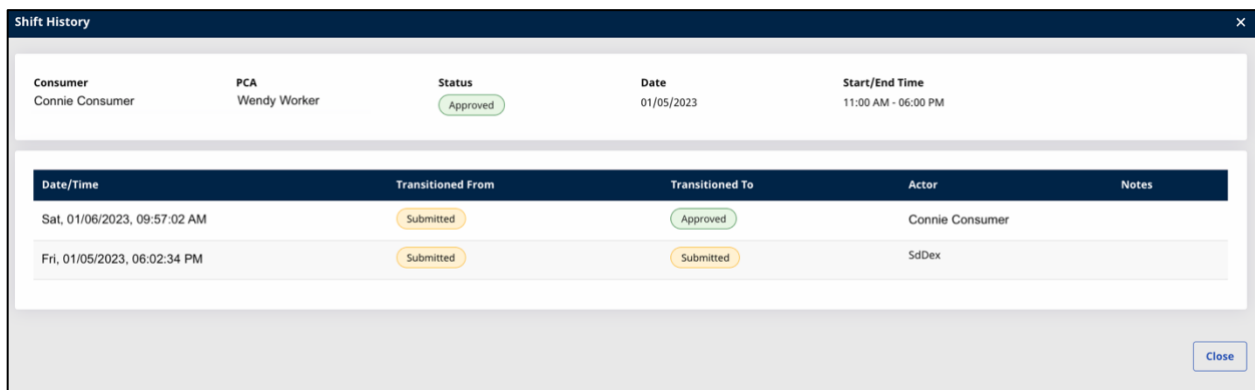 Shift History ×
Consumer PCA Status Date Start/End Time
Connie Consumer Wendy Worker Approved 01/05/2023 11:00 AM - 06:00 PM
Date/Time Transitioned From Transitioned To Actor Notes
Sat, 01/06/2023, 09:57:02 AM Submitted Approved Connie Consumer
Fri, 01/05/2023, 06:02:34 PM Submitted Submitted SdDex
Close